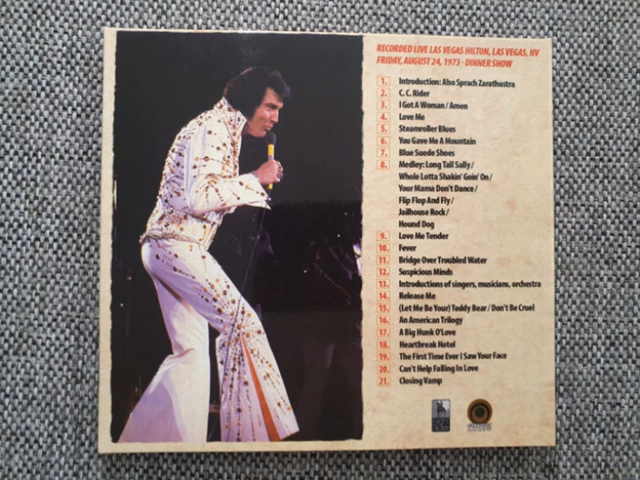 RECORDED LIVE LAS VEGAS HILTON, LAS VEGAS, NV
FRIDAY, AUGUST 24, 1973 - DINNER SHOW
1. Introduction: Also Sprach Zarathustra
2. C. C. Rider
3. I Got A Woman / Amen
4. Love Me
5. Steamroller Blues
6. You Gave Me A Mountain
7. Blue Suede Shoes
8. Medley: Long Tall Sally /
Whole Lotta Shakin' Goin' On /
Your Mama Don't Dance /
Flip Flop And Fly /
Jailhouse Rock /
Hound Dog
9. Love Me Tender
10. Fever
11. Bridge Over Troubled Water
12. Suspicious Minds
13. Introductions of singers, musicians, orchestra
14. Release Me
15. (Let Me Be Your) Teddy Bear / Don't Be Cruel
16. An American Trilogy
17. A Big Hunk O'Love
18. Heartbreak Hotel
19. The First Time Ever I Saw Your Face
20. Can't Help Falling In Love
21. Closing Vamp